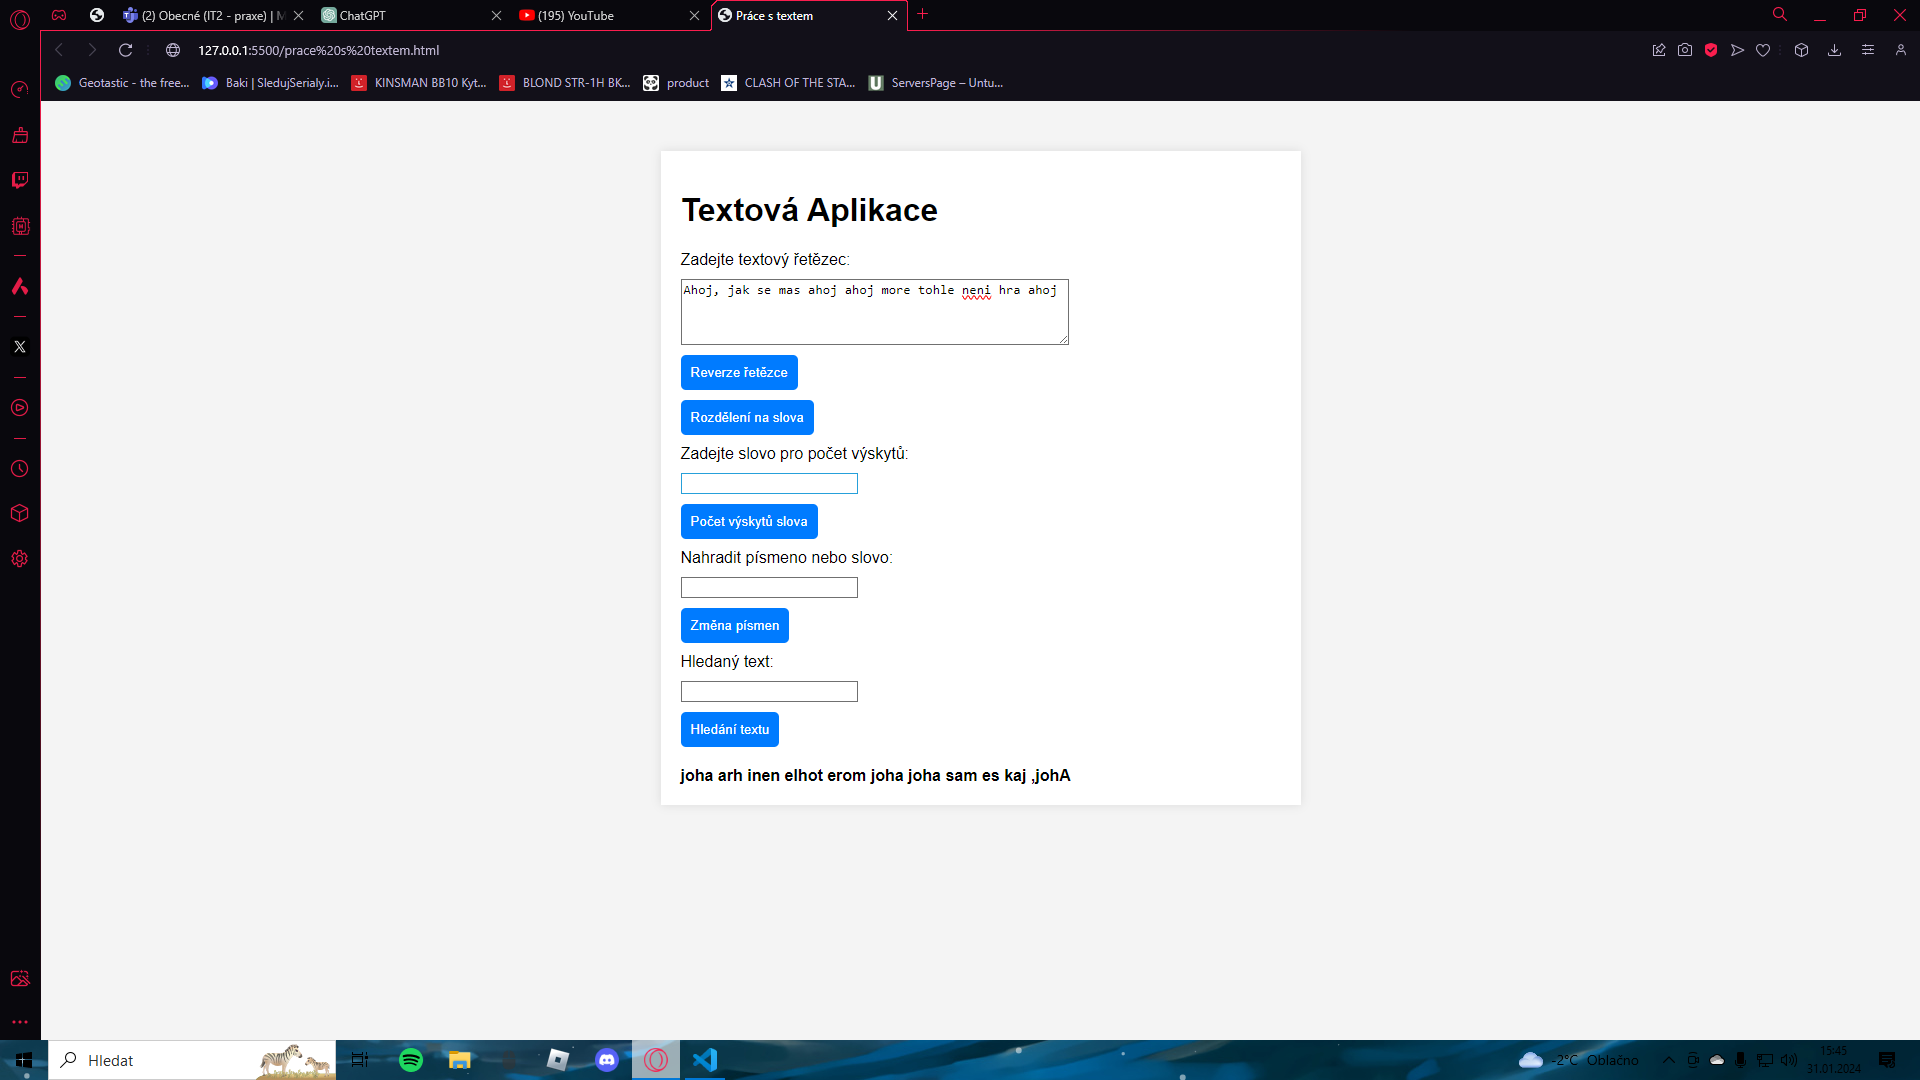 (2) Obecné (IT2 - praxe) | M
ChatGPT
(195) YouTube
Práce s textem
127.0.0.1:5500/prace%20s%20textem.html
Geotastic - the free...
Baki | SledujSerialy.i...
KINSMAN BB10 Kyt...
BLOND STR-1H BK...
product
CLASH OF THE STA...
ServersPage – Untu...
Textová Aplikace
Zadejte textový řetězec:
Ahoj, jak se mas ahoj ahoj more tohle neni hra ahoj
Reverze řetězce
Rozdělení na slova
Zadejte slovo pro počet výskytů:
Počet výskytů slova
Nahradit písmeno nebo slovo:
Změna písmen
Hledaný text:
Hledání textu
joha arh inen elhot erom joha joha sam es kaj ,johA
Hledat
-2°C Oblačno
15:45
31.01.2024